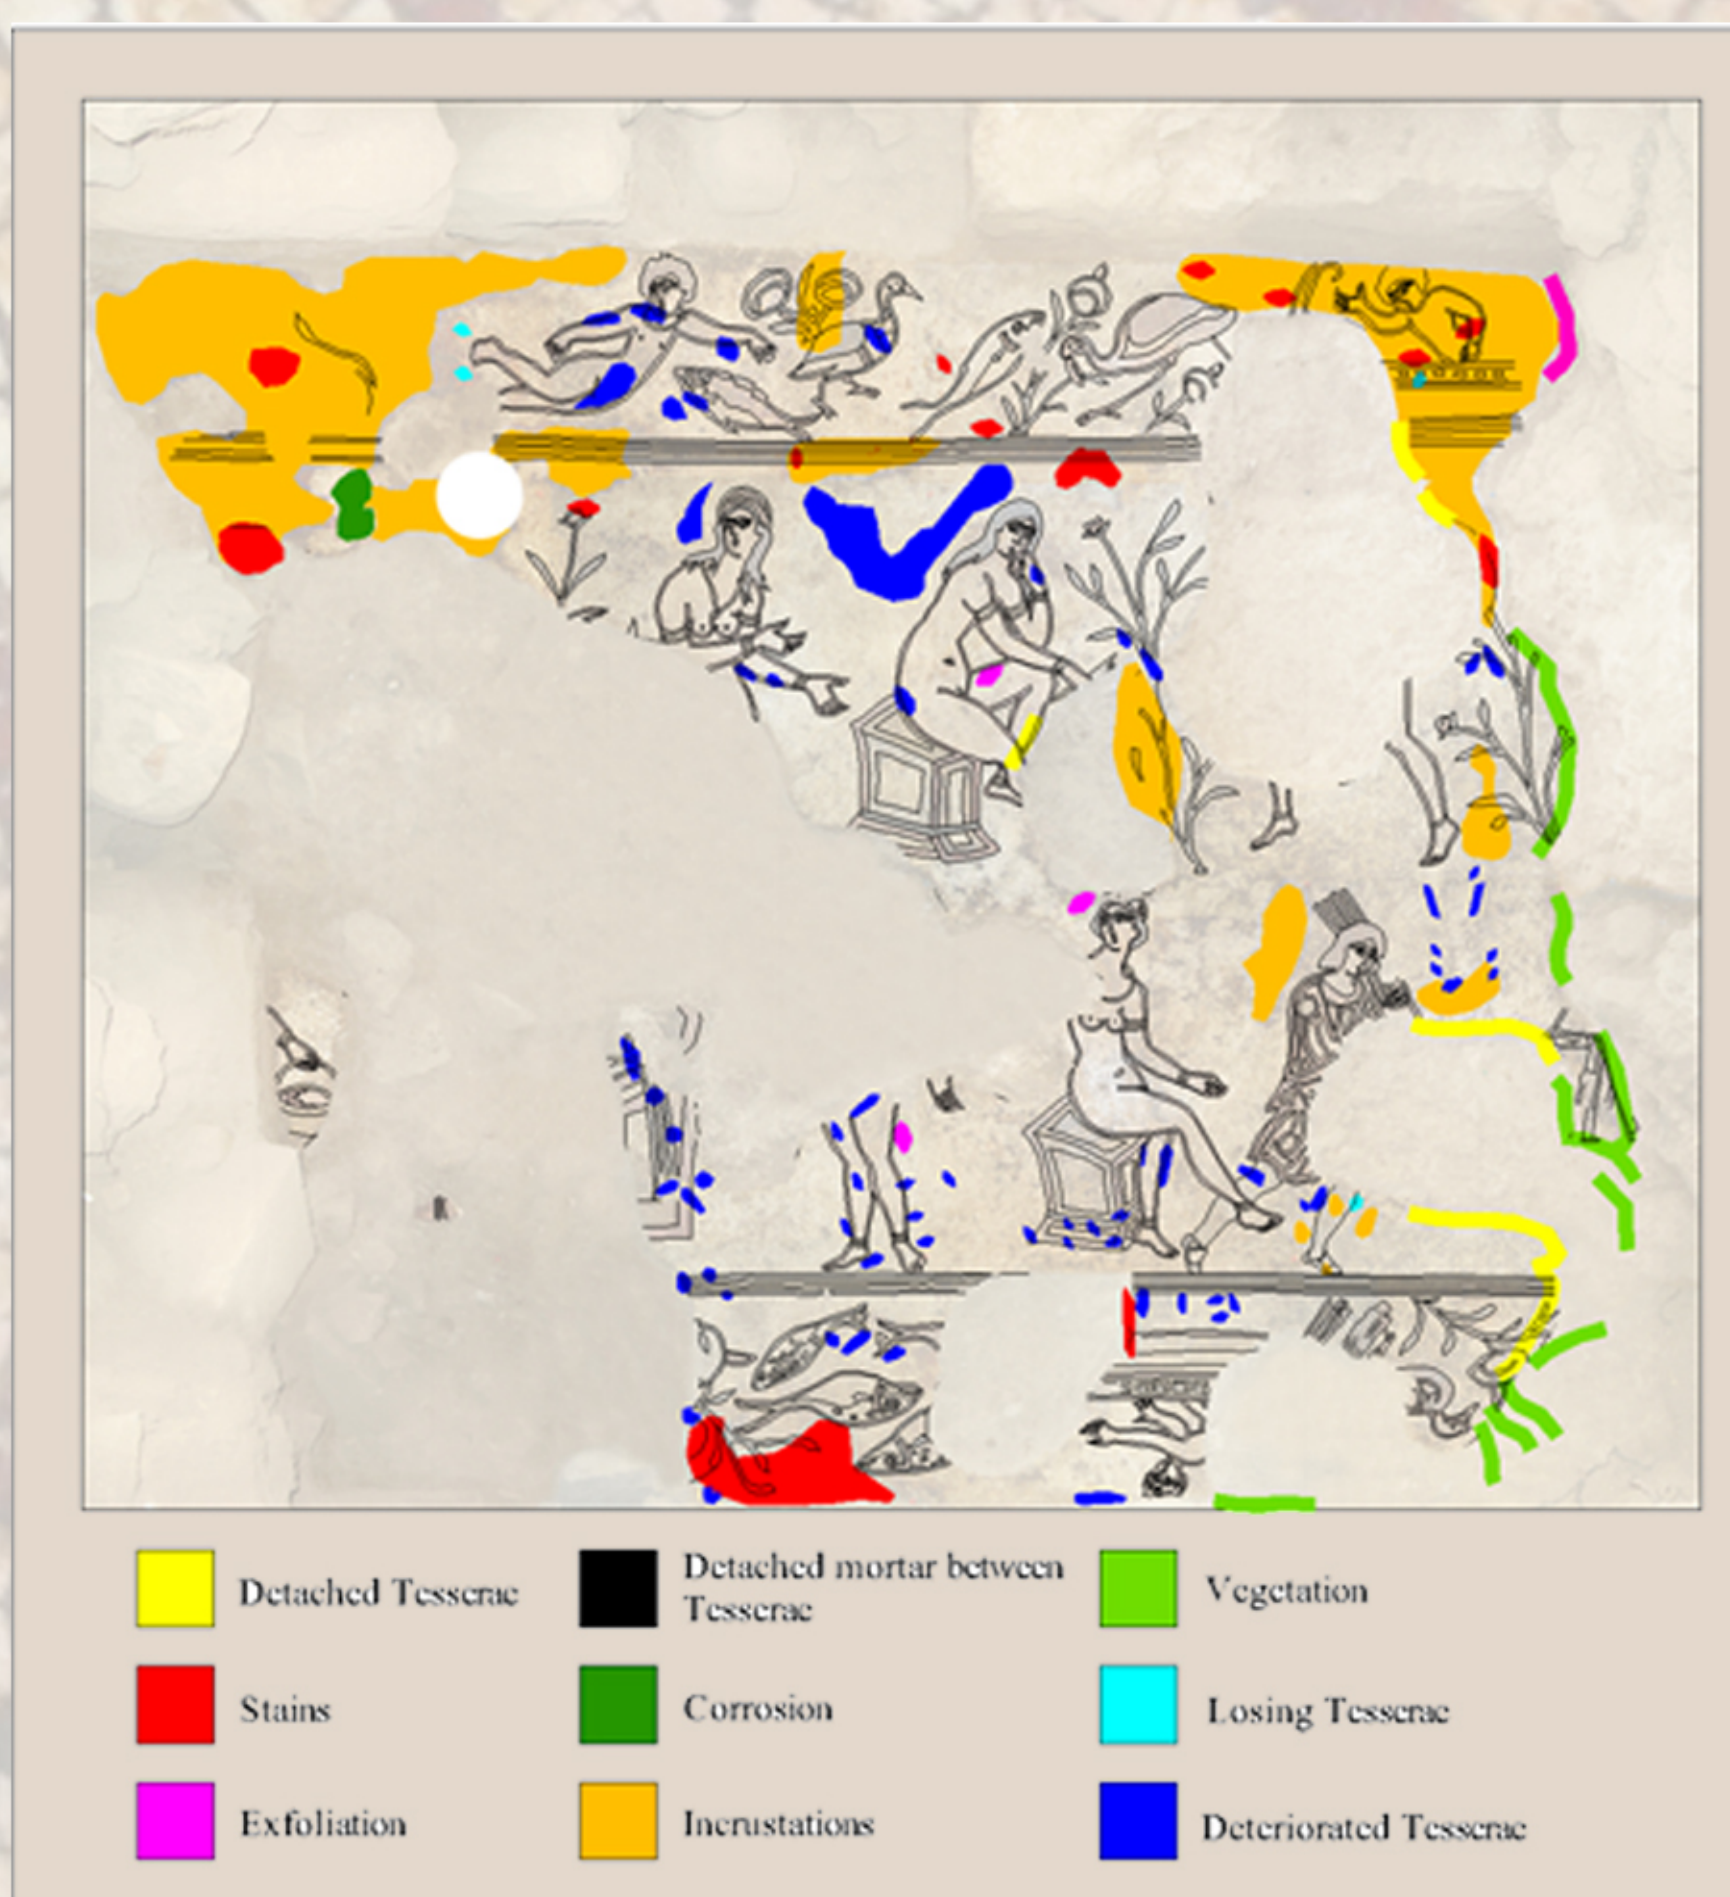 Detached Tesserae
Detached mortar between
Tesserae
Vegetation
Stains
Corrosion
Losing Tesserae
Exfoliation
Incrustations
Deteriorated Tesserae